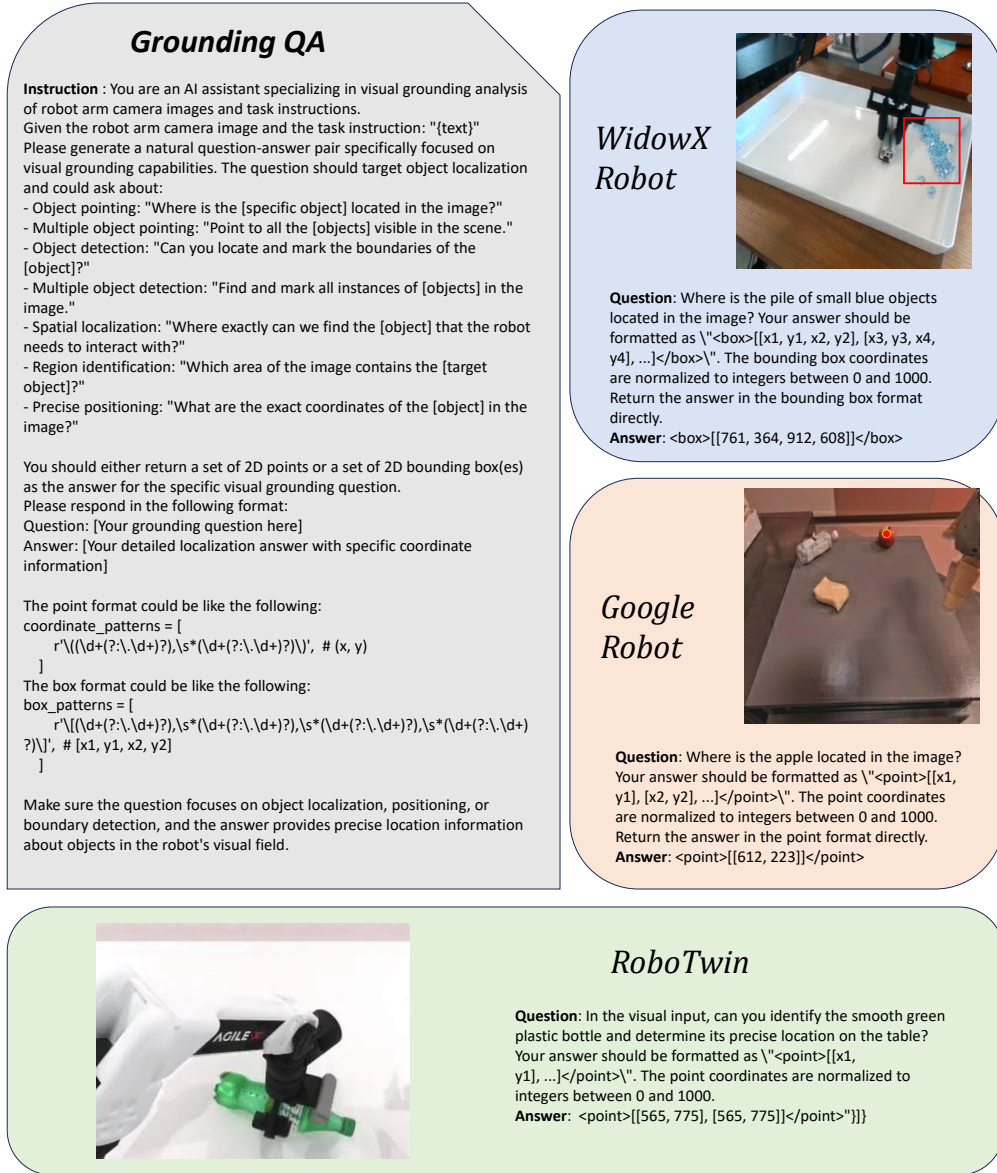 Grounding QA
Instruction : You are an AI assistant specializing in visual grounding analysis
of robot arm camera images and task instructions.
Given the robot arm camera image and the task instruction: "{text}"
Please generate a natural question-answer pair specifically focused on
visual grounding capabilities. The question should target object localization
and could ask about:
- Object pointing: "Where is the [specific object] located in the image?"
- Multiple object pointing: "Point to all the [objects] visible in the scene."
- Object detection: "Can you locate and mark the boundaries of the
[object]?"
- Multiple object detection: "Find and mark all instances of [objects] in the
image."
- Spatial localization: "Where exactly can we find the [object] that the robot
needs to interact with?"
- Region identification: "Which area of the image contains the [target
object]?"
- Precise positioning: "What are the exact coordinates of the [object] in the
image?"
You should either return a set of 2D points or a set of 2D bounding box(es)
as the answer for the specific visual grounding question.
Please respond in the following format:
Question: [Your grounding question here]
Answer: [Your detailed localization answer with specific coordinate
information]
The point format could be like the following:
coordinate_patterns = [
r'\((\d+(?:\.\d+)?),\s*(\d+(?:\.\d+)?)\)', # (x, y)
]
The box format could be like the following:
box_patterns = [
r'\[(\d+(?:\.\d+)?),\s*(\d+(?:\.\d+)?),\s*(\d+(?:\.\d+)?),\s*(\d+(?:\.\d+)
?)\]', # [x1, y1, x2, y2]
]
Make sure the question focuses on object localization, positioning, or
boundary detection, and the answer provides precise location information
about objects in the robot's visual field.
WidowX
Robot
Question: Where is the pile of small blue objects
located in the image? Your answer should be
formatted as \"<box>[[x1, y1, x2, y2], [x3, y3, x4,
y4], ...]</box>\". The bounding box coordinates
are normalized to integers between 0 and 1000.
Return the answer in the bounding box format
directly.
Answer: <box>[[761, 364, 912, 608]]</box>
Google
Robot
Question: Where is the apple located in the image?
Your answer should be formatted as \"<point>[[x1,
y1], [x2, y2], ...]</point>\". The point coordinates
are normalized to integers between 0 and 1000.
Return the answer in the point format directly.
Answer: <point>[[612, 223]]</point>
AGILE X
RoboTwin
Question: In the visual input, can you identify the smooth green
plastic bottle and determine its precise location on the table?
Your answer should be formatted as \"<point>[[x1,
y1], ...]</point>\". The point coordinates are normalized to
integers between 0 and 1000.
Answer: <point>[[565, 775], [565, 775]]</point>"}]}